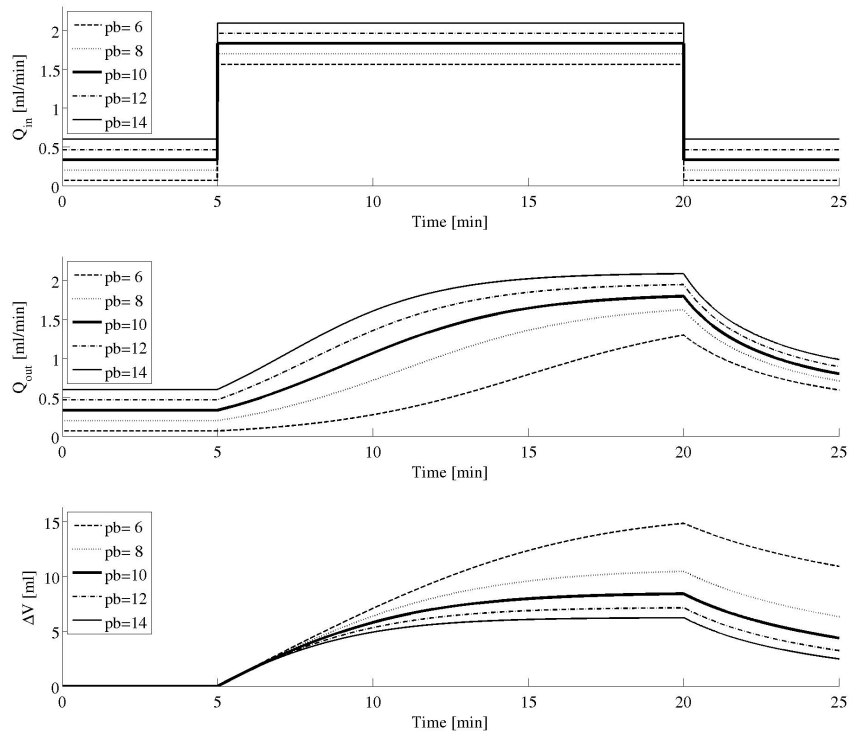 Q_in [ml/min]
2
1.5
1
0.5
0
pb= 6
pb= 8
pb=10
pb=12
pb=14
0 5 10 15 20 25
Time [min]
Q_out [ml/min]
2
1.5
1
0.5
0
pb= 6
pb= 8
pb=10
pb=12
pb=14
0 5 10 15 20 25
Time [min]
ΔV [ml]
15
10
5
0
pb= 6
pb= 8
pb=10
pb=12
pb=14
0 5 10 15 20 25
Time [min]